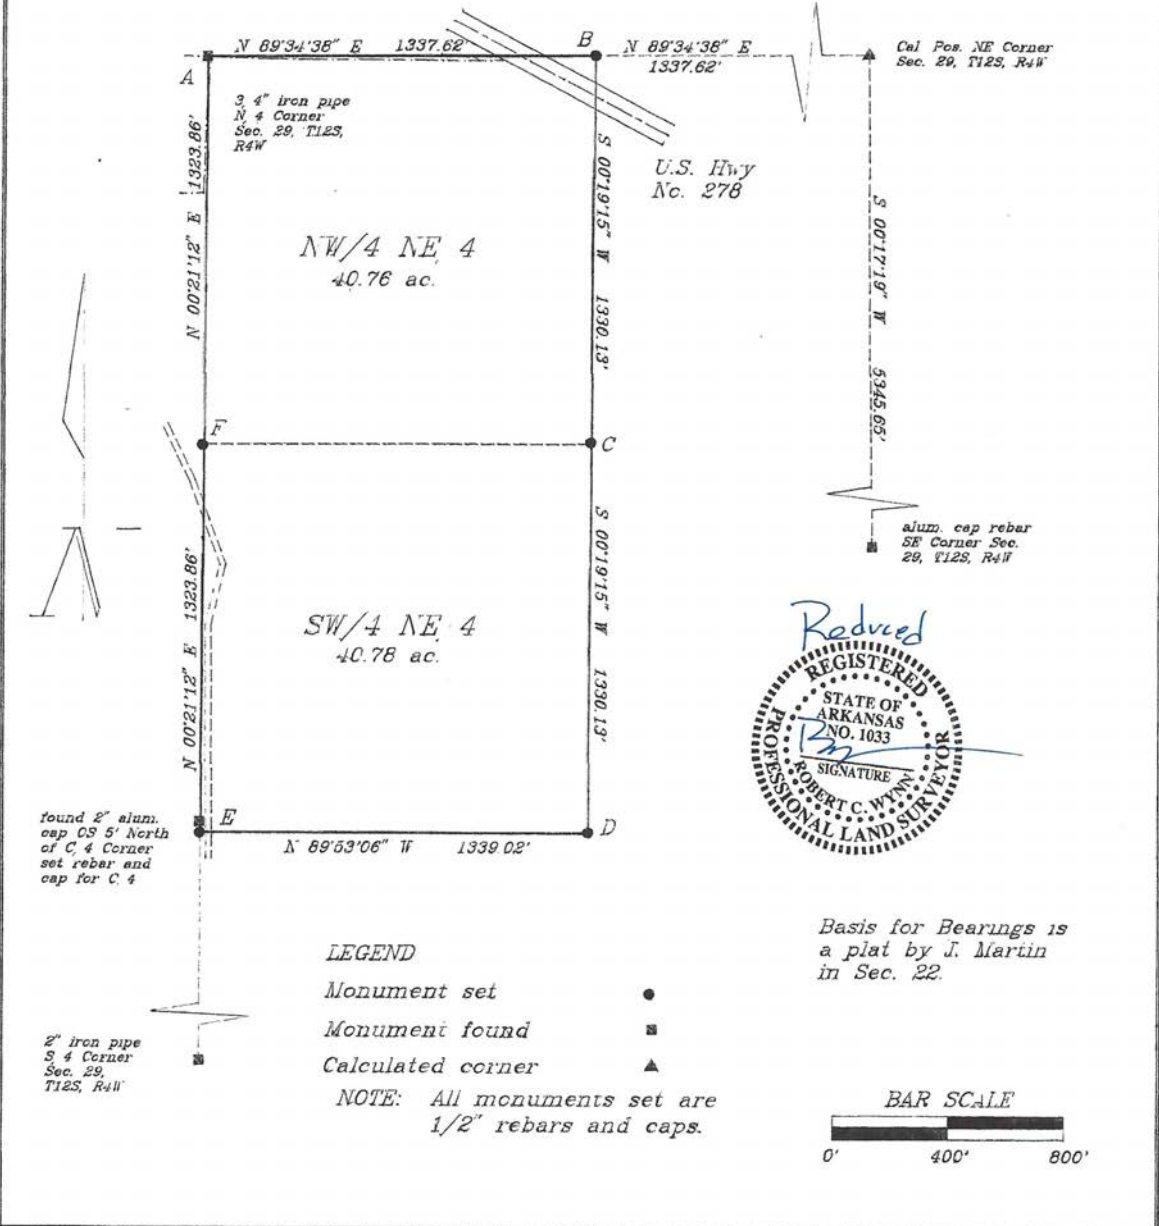 N 89°34'38" E 1337.62'
B
N 89°34'38" E
1337.62'
Cal Pos. NE Corner
Sec. 29, T12S, R4W
A
3/4" iron pipe
N/4 Corner
Sec. 29, T12S,
R4W
N 00°21'12" E 1323.86'
S 00°19'15" W 1330.13'
U.S. Hwy
No. 278
S 00°17'19" W 5345.65'
NW/4 NE/4
40.76 ac.
F
C
alum. cap rebar
SE Corner Sec.
29, T12S, R4W
N 00°21'12" E 1323.86'
S 00°19'15" W 1330.13'
SW/4 NE/4
40.78 ac.
Reduced
REGISTERED
PROFESSIONAL LAND SURVEYOR
STATE OF
ARKANSAS
NO. 1033
SIGNATURE
ROBERT C. WYNN
found 2" alum.
cap OS 5' North
of C/4 Corner
set rebar and
cap for C/4
E
D
N 89°53'06" W 1339.02'
Basis for Bearings is
a plat by J. Martin
in Sec. 22.
LEGEND
Monument set
Monument found
Calculated corner
NOTE: All monuments set are
1/2" rebars and caps.
2" iron pipe
S/4 Corner
Sec. 29,
T12S, R4W
BAR SCALE
0' 400' 800'